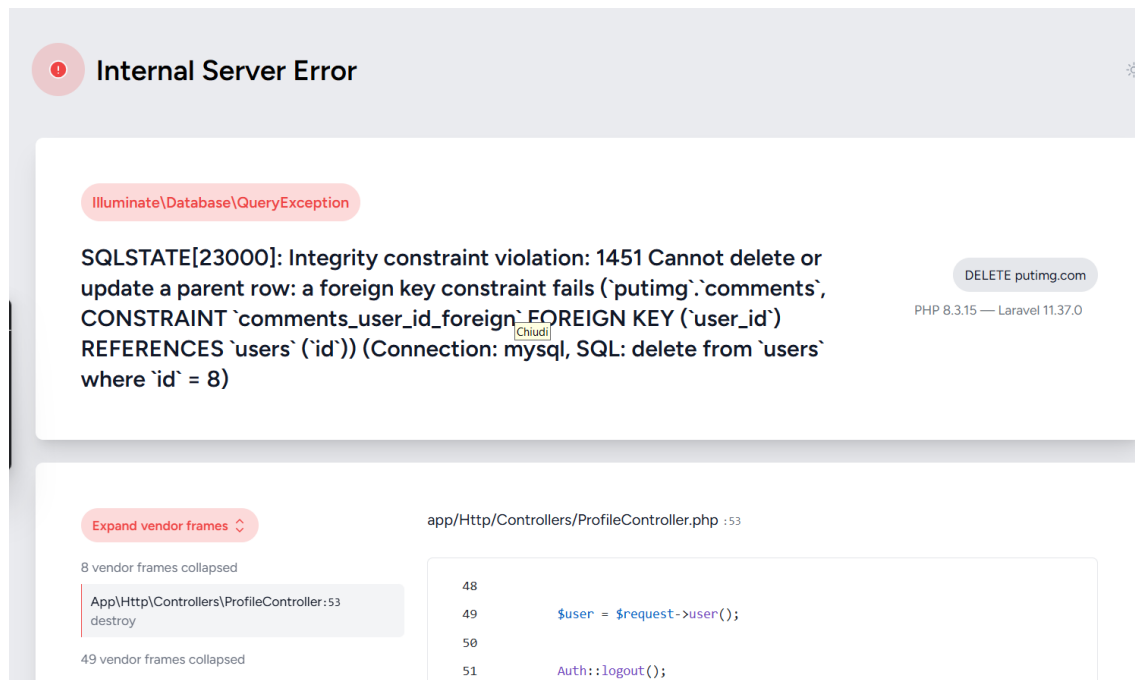 Internal Server Error
Illuminate\Database\QueryException
SQLSTATE[23000]: Integrity constraint violation: 1451 Cannot delete or
update a parent row: a foreign key constraint fails (`putimg`.`comments`,
CONSTRAINT `comments_user_id_foreign` FOREIGN KEY (`user_id`)
REFERENCES `users` (`id`)) (Connection: mysql, SQL: delete from `users`
where `id` = 8)
Chiudi
DELETE putimg.com
PHP 8.3.15 — Laravel 11.37.0
Expand vendor frames
8 vendor frames collapsed
App\Http\Controllers\ProfileController:53
destroy
49 vendor frames collapsed
app/Http/Controllers/ProfileController.php :53
48
49 $user = $request->user();
50
51 Auth::logout();